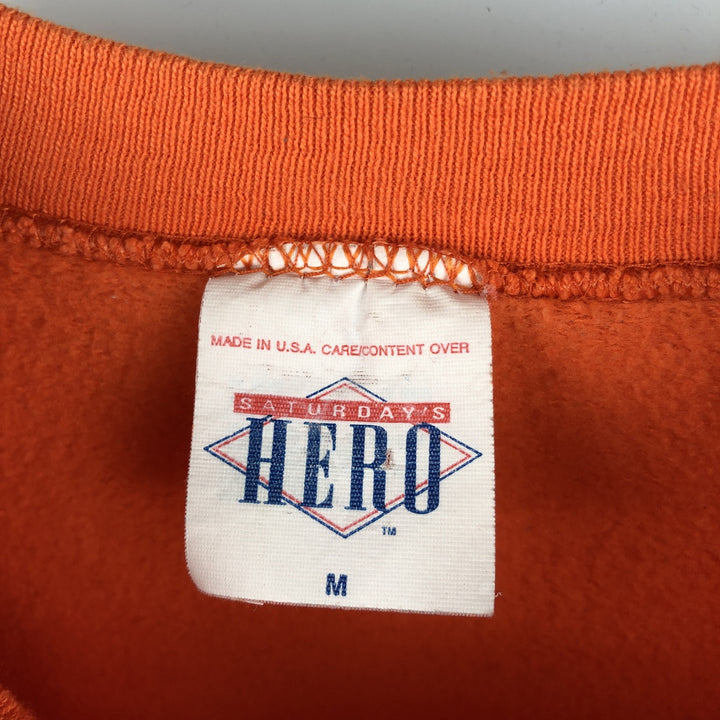 MADE IN U.S.A. CARE/CONTENT OVER
SATURDAY'S
HERO
TM
M